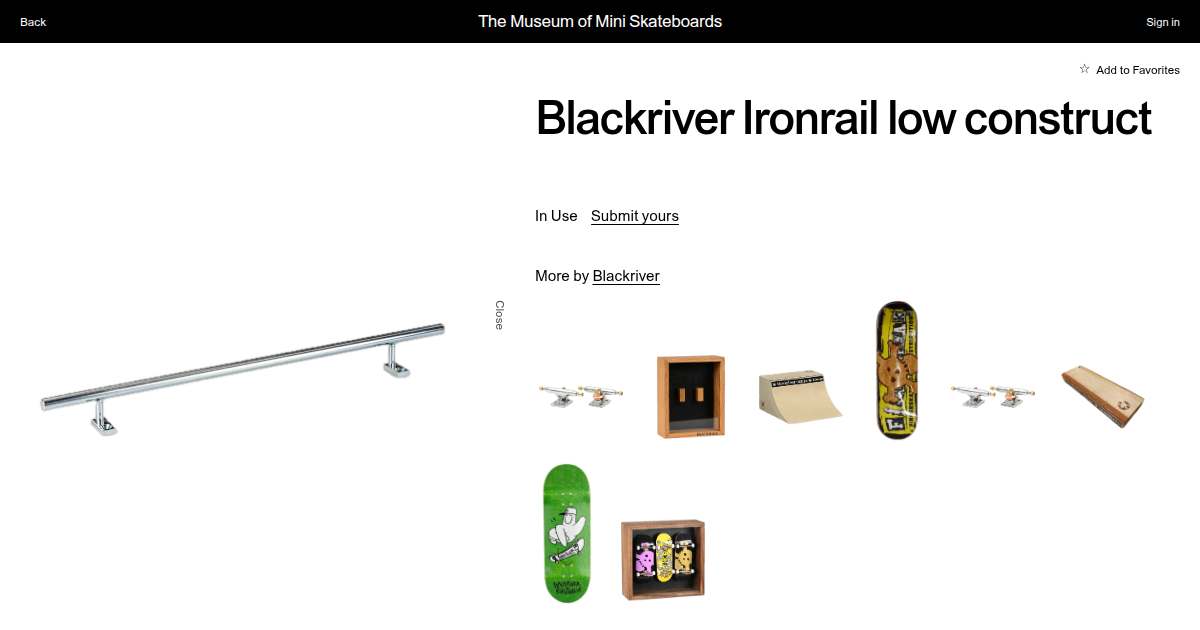 Back
The Museum of Mini Skateboards
Sign in
☆ Add to Favorites
Blackriver Ironrail low construct
In Use Submit yours
More by Blackriver
Close